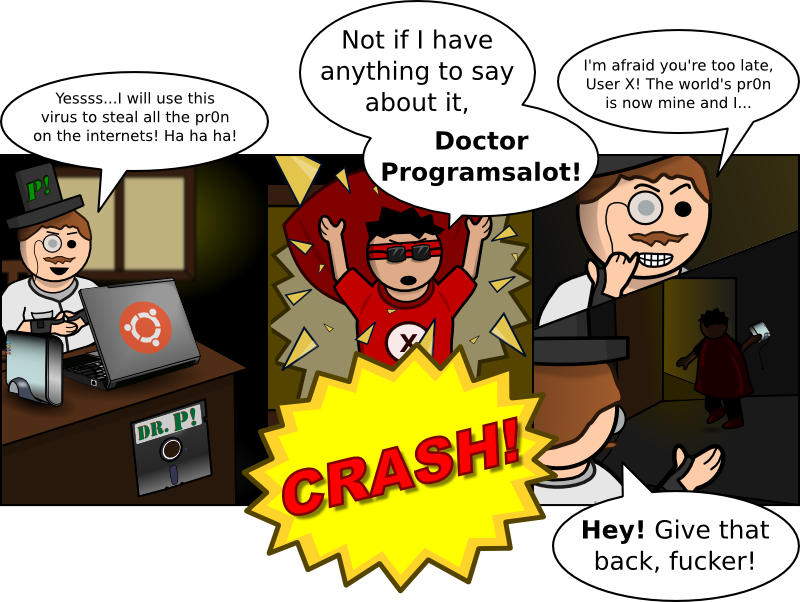 Yessss...I will use this
virus to steal all the pr0n
on the internets! Ha ha ha!
P!
DR. P!
Not if I have
anything to say
about it,
Doctor
Programsalot!
X
CRASH!
I'm afraid you're too late,
User X! The world's pr0n
is now mine and I...
Hey! Give that
back, fucker!